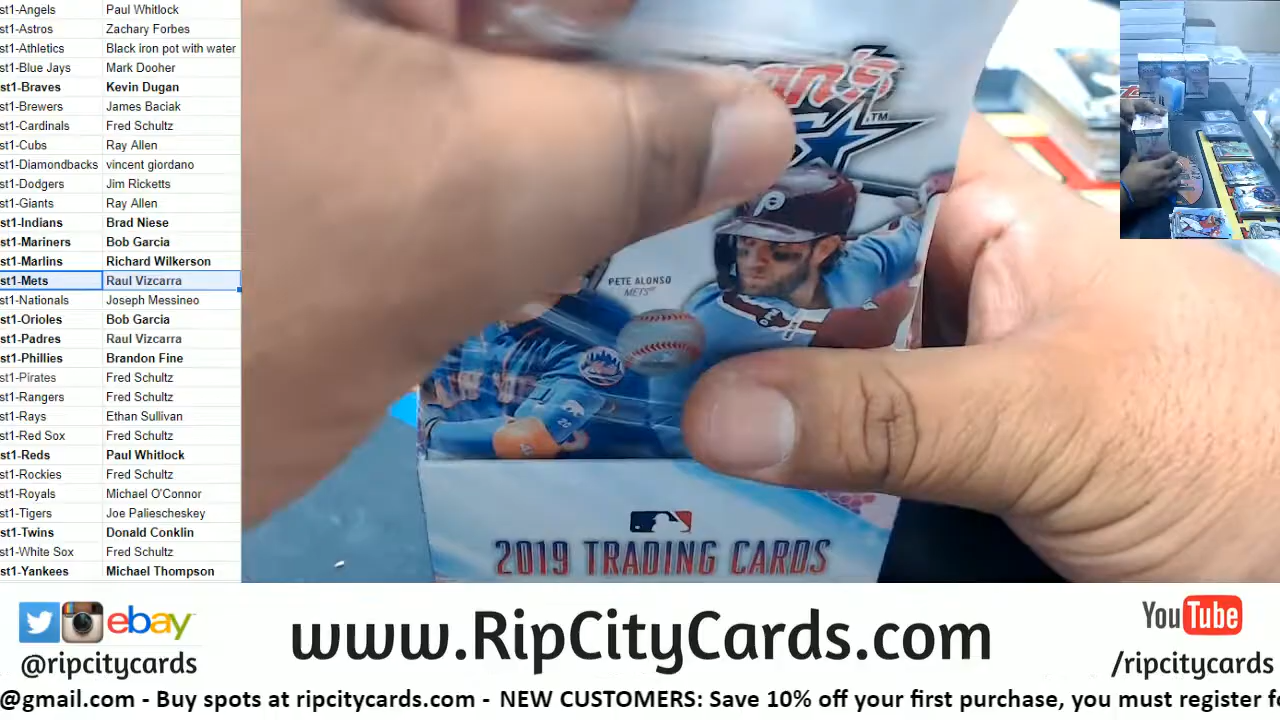 st1-Angels Paul Whitlock
st1-Astros Zachary Forbes
st1-Athletics Black iron pot with water
st1-Blue Jays Mark Dooher
st1-Braves Kevin Dugan
st1-Brewers James Baciak
st1-Cardinals Fred Schultz
st1-Cubs Ray Allen
st1-Diamondbacks vincent giordano
st1-Dodgers Jim Ricketts
st1-Giants Ray Allen
st1-Indians Brad Niese
st1-Mariners Bob Garcia
st1-Marlins Richard Wilkerson
st1-Mets Raul Vizcarra
st1-Nationals Joseph Messineo
st1-Orioles Bob Garcia
st1-Padres Raul Vizcarra
st1-Phillies Brandon Fine
st1-Pirates Fred Schultz
st1-Rangers Fred Schultz
st1-Rays Ethan Sullivan
st1-Red Sox Fred Schultz
st1-Reds Paul Whitlock
st1-Rockies Fred Schultz
st1-Royals Michael O'Connor
st1-Tigers Joe Paliescheskey
st1-Twins Donald Conklin
st1-White Sox Fred Schultz
st1-Yankees Michael Thompson
an's
TM
P
PETE ALONSO
METS
20
2019 TRADING CARDS
ebay
@ripcitycards
www.RipCityCards.com
YouTube
/ripcitycards
@gmail.com - Buy spots at ripcitycards.com - NEW CUSTOMERS: Save 10% off your first purchase, you must register fo